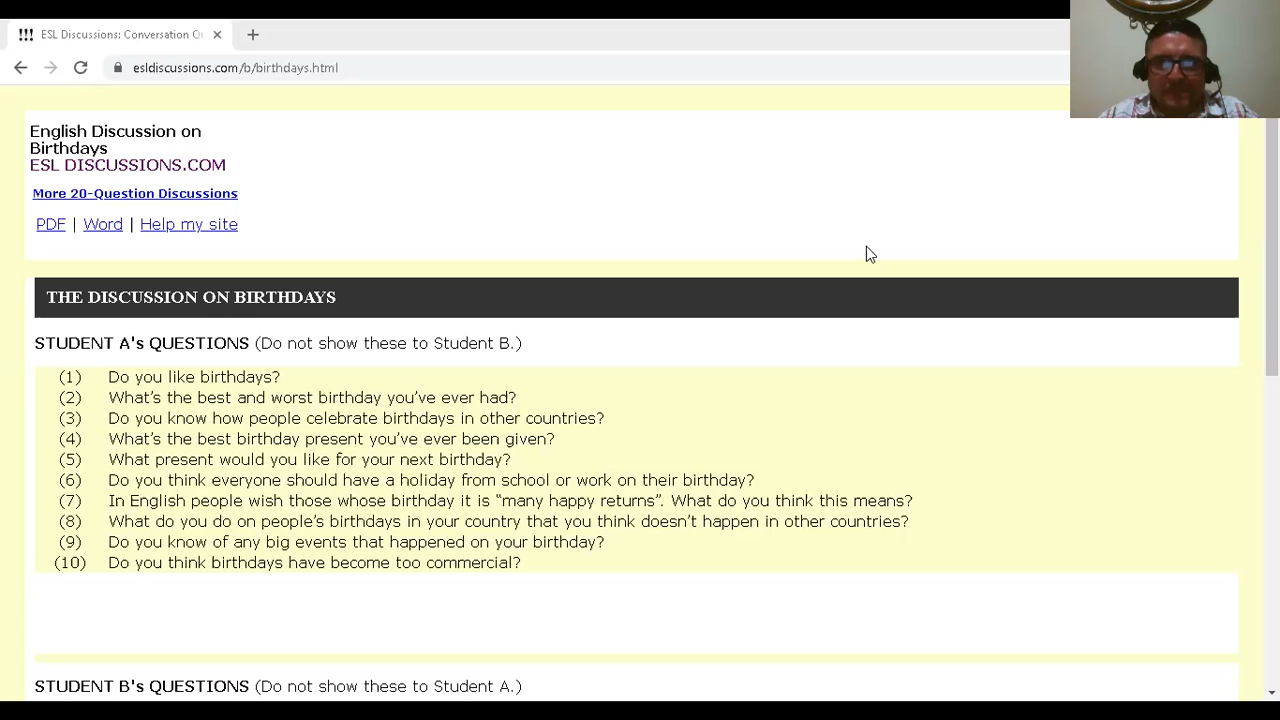 ESL Discussions: Conversation Qu
esldiscussions.com/b/birthdays.html
English Discussion on
Birthdays
ESL DISCUSSIONS.COM
More 20-Question Discussions
PDF | Word | Help my site
THE DISCUSSION ON BIRTHDAYS
STUDENT A's QUESTIONS (Do not show these to Student B.)
(1) Do you like birthdays?
(2) What's the best and worst birthday you've ever had?
(3) Do you know how people celebrate birthdays in other countries?
(4) What's the best birthday present you've ever been given?
(5) What present would you like for your next birthday?
(6) Do you think everyone should have a holiday from school or work on their birthday?
(7) In English people wish those whose birthday it is “many happy returns”. What do you think this means?
(8) What do you do on people's birthdays in your country that you think doesn't happen in other countries?
(9) Do you know of any big events that happened on your birthday?
(10) Do you think birthdays have become too commercial?
STUDENT B's QUESTIONS (Do not show these to Student A.)